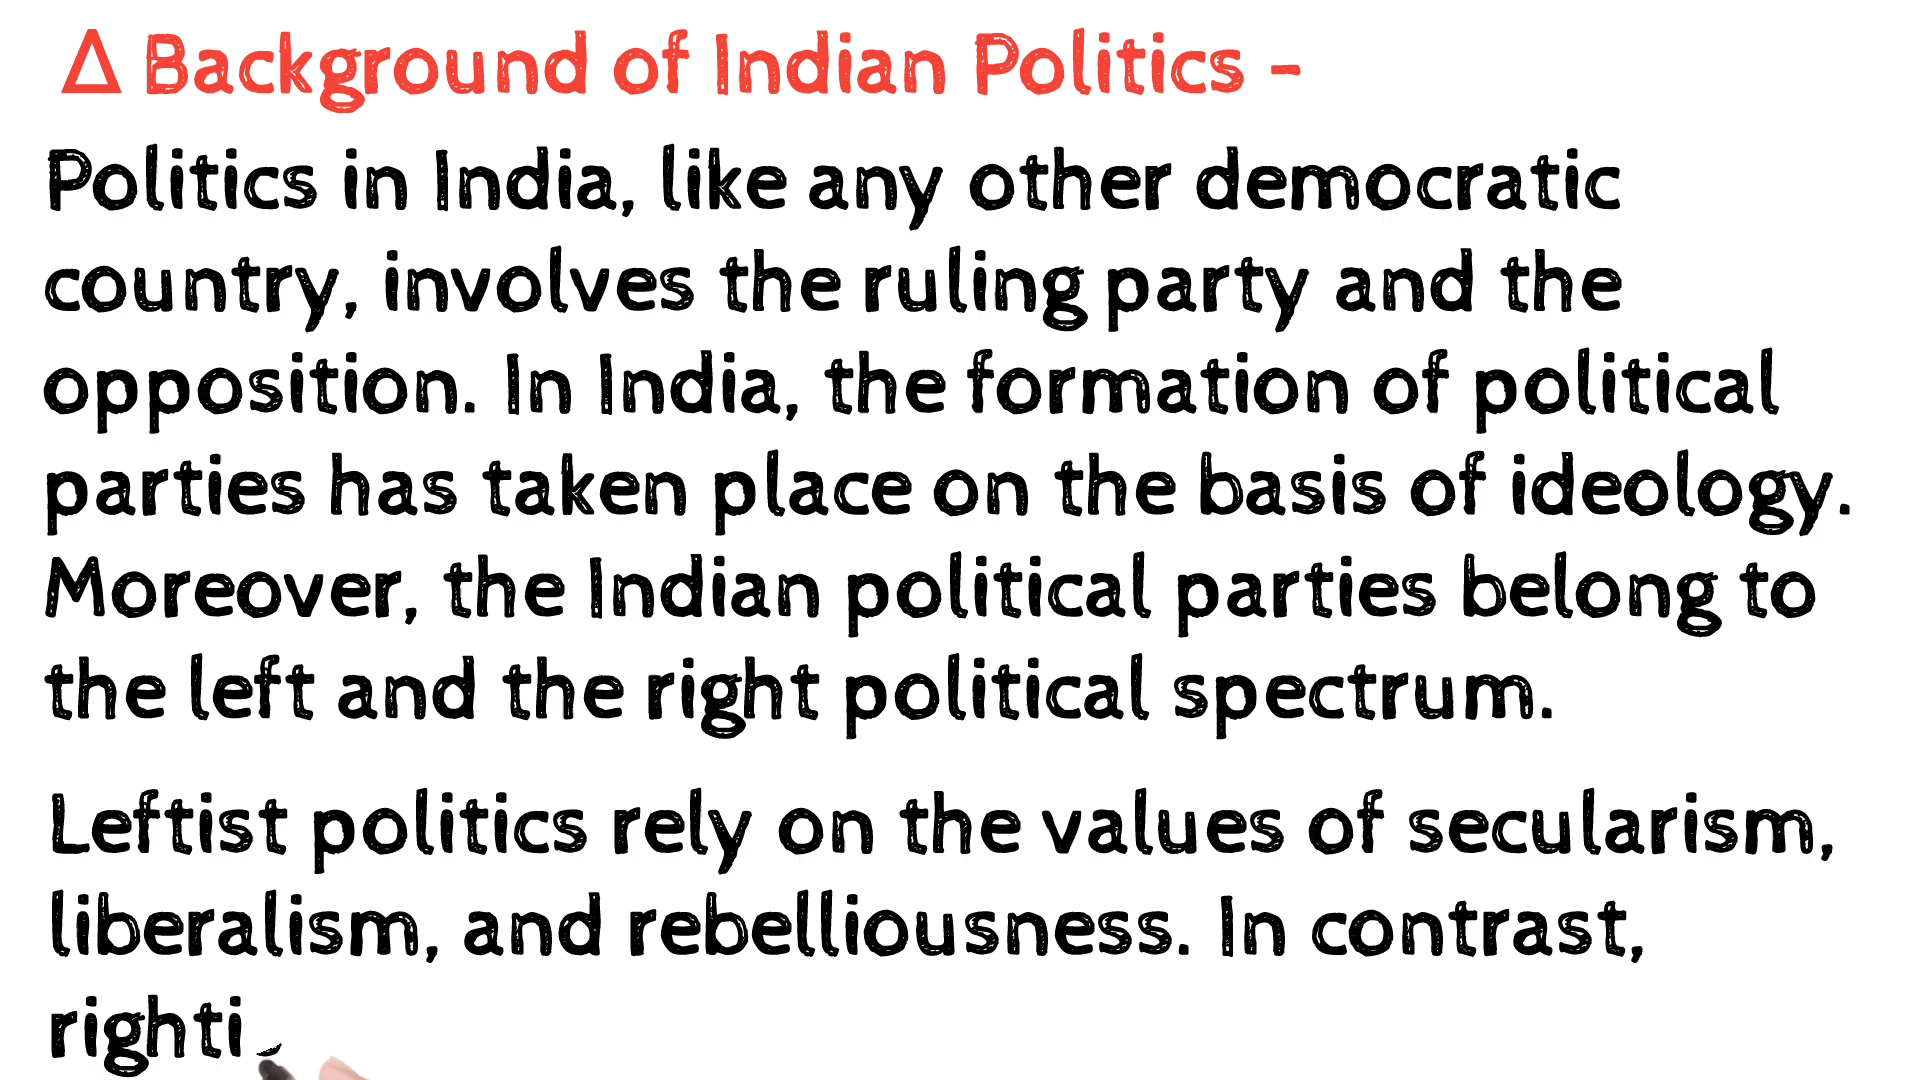 Δ Background of Indian Politics -
Politics in India, like any other democratic
country, involves the ruling party and the
opposition. In India, the formation of political
parties has taken place on the basis of ideology.
Moreover, the Indian political parties belong to
the left and the right political spectrum.
Leftist politics rely on the values of secularism,
liberalism, and rebelliousness. In contrast,
righti